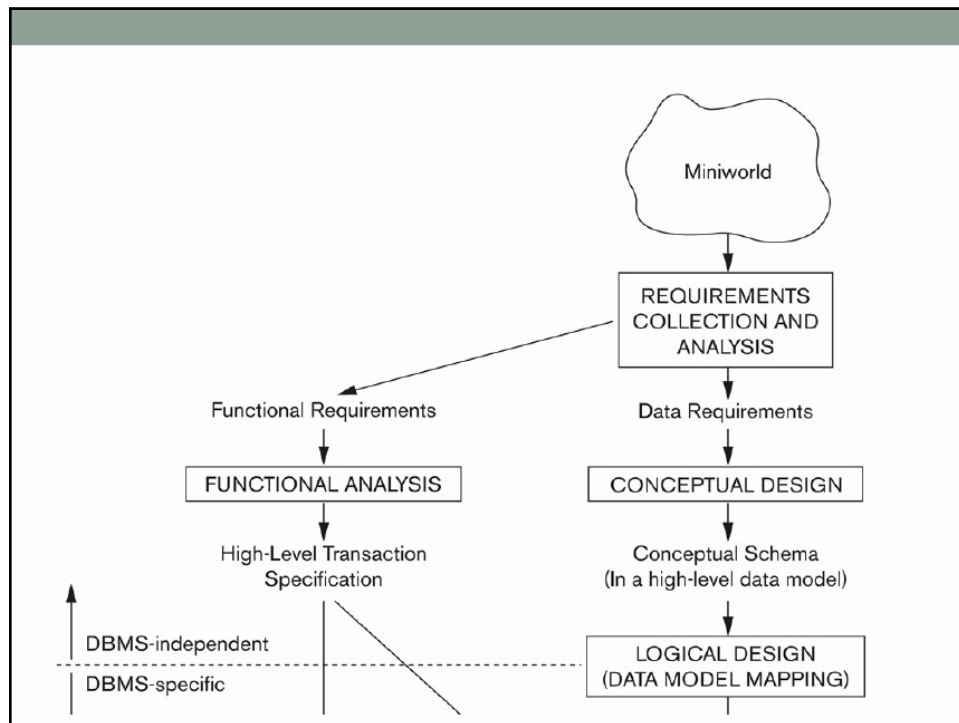 Miniworld
REQUIREMENTS
COLLECTION AND
ANALYSIS
Functional Requirements
Data Requirements
FUNCTIONAL ANALYSIS
CONCEPTUAL DESIGN
High-Level Transaction
Specification
Conceptual Schema
(In a high-level data model)
DBMS-independent
LOGICAL DESIGN
(DATA MODEL MAPPING)
DBMS-specific